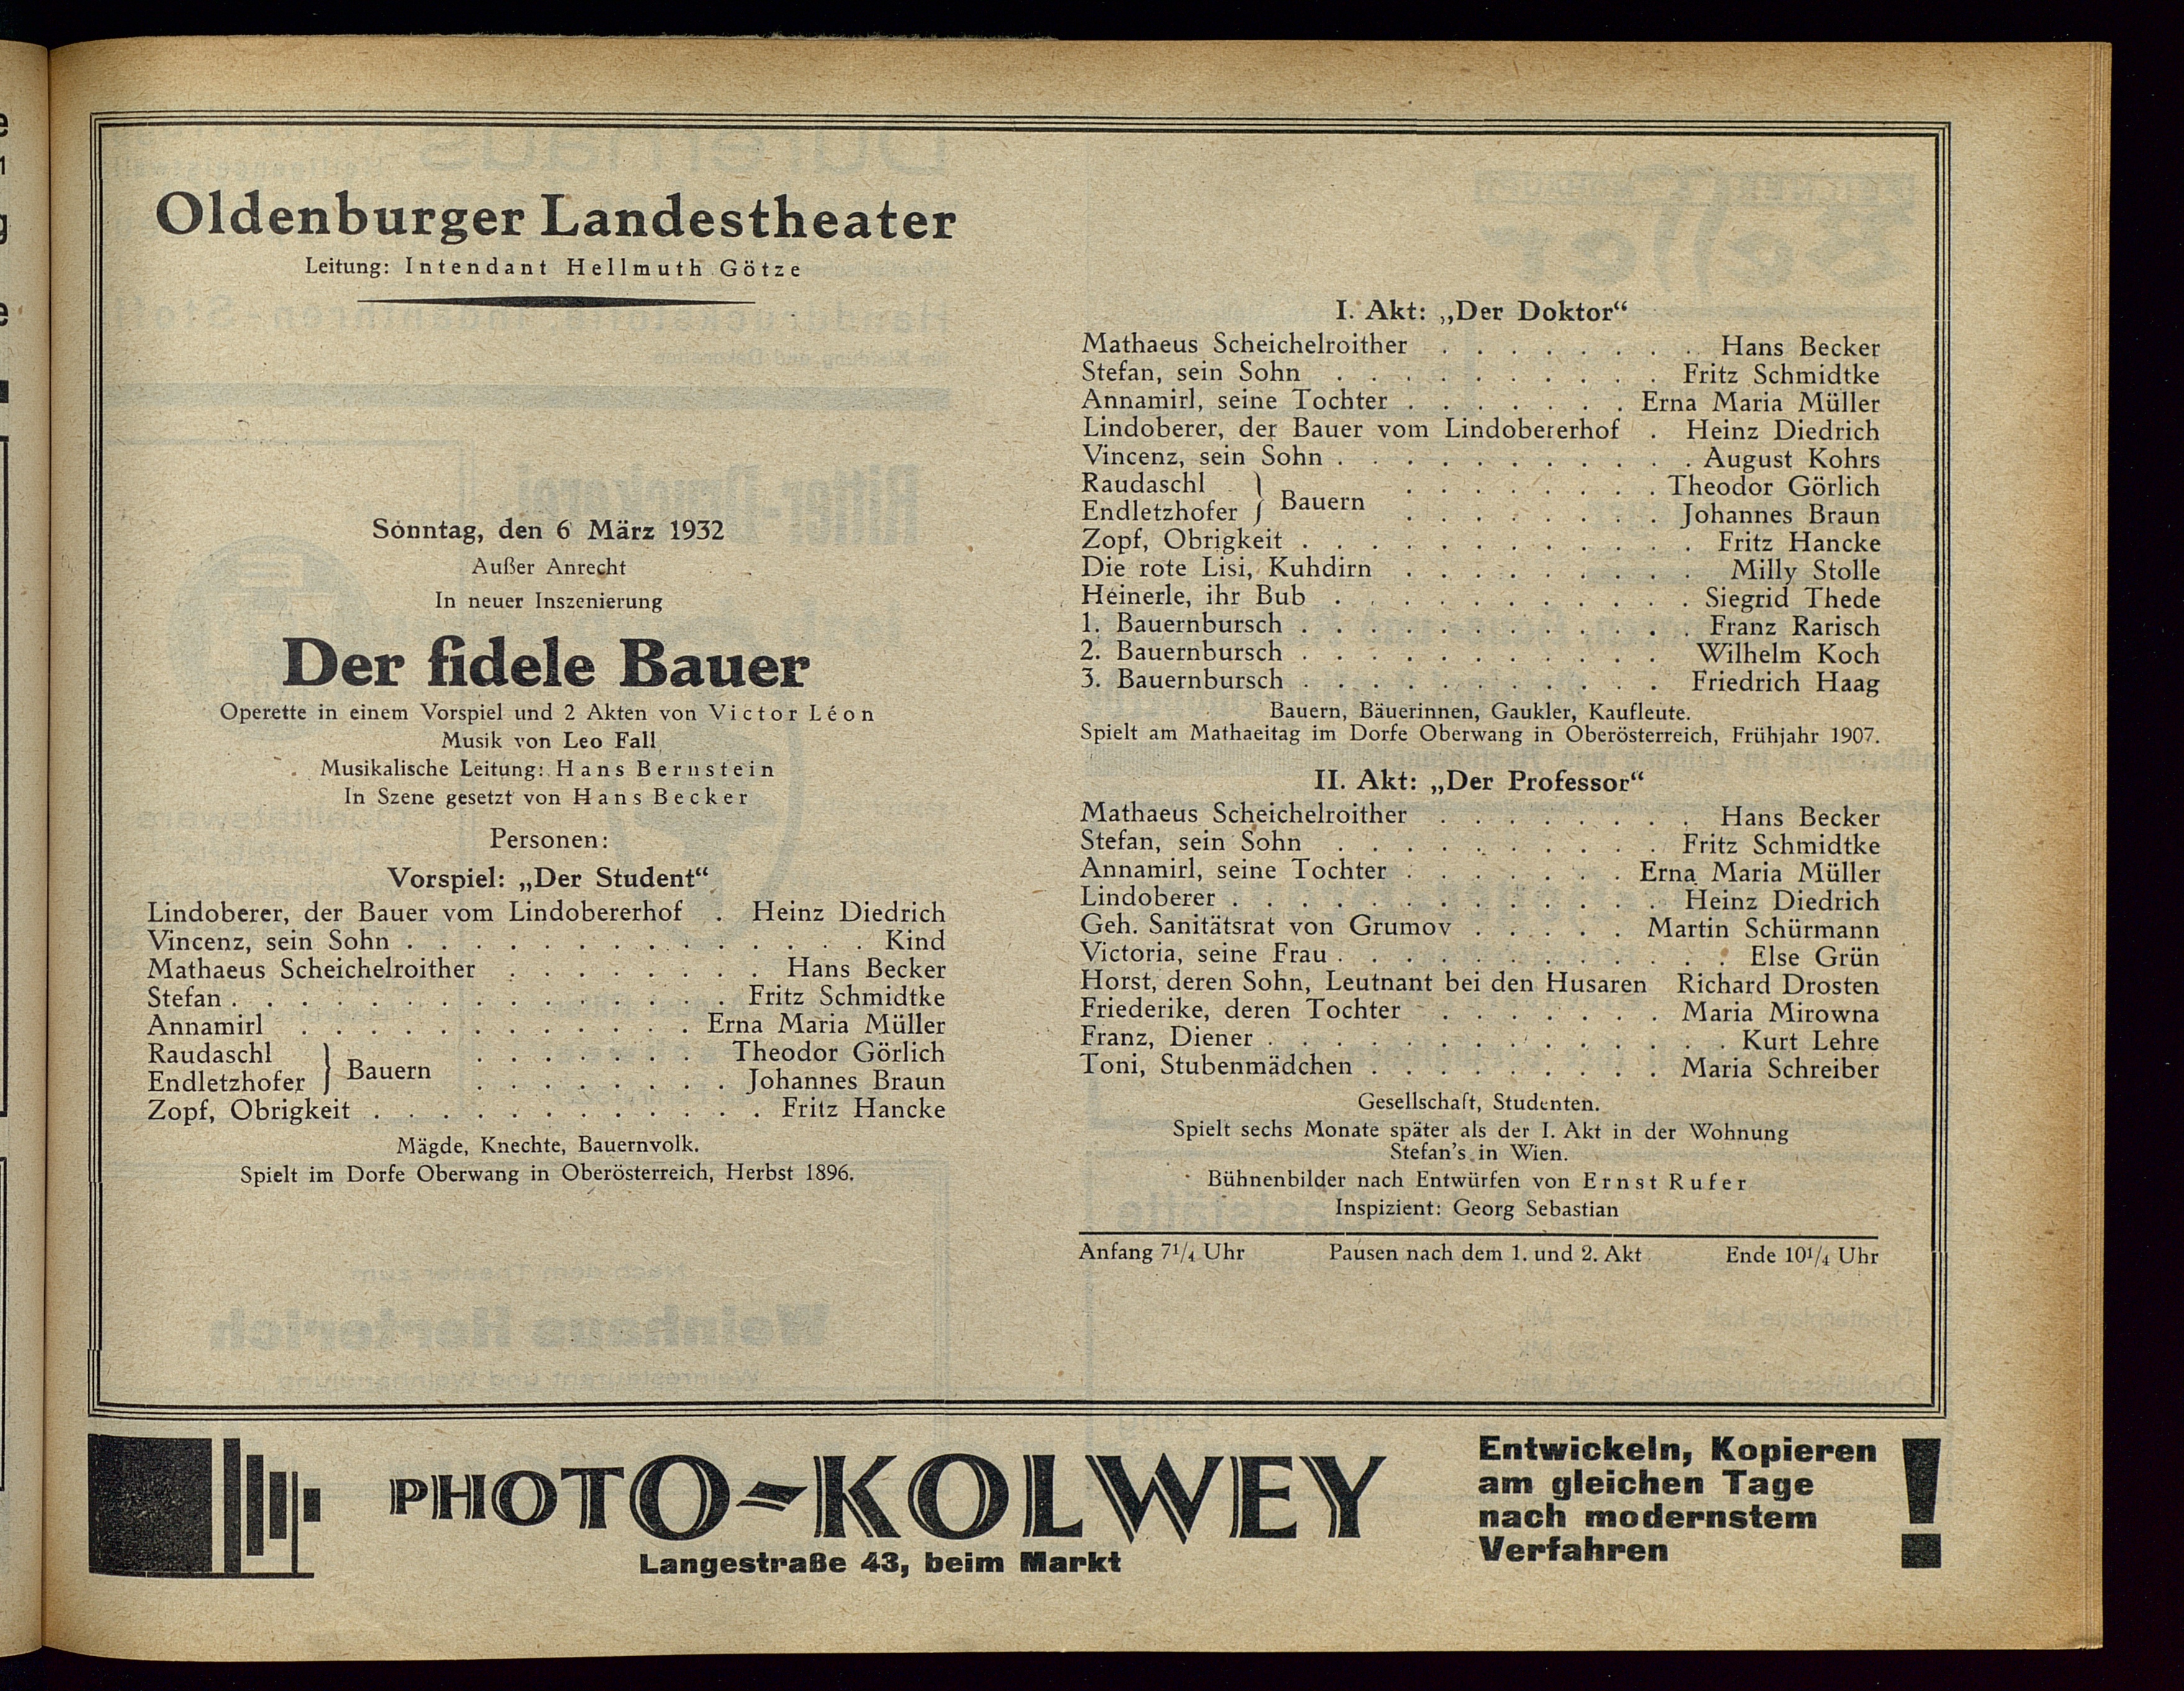 Oldenburger Landestheater
Leitung: Intendant Hellmuth Götze
Sonntag, den 6 März 1932
Außer Anrecht
In neuer Inszenierung
Der fidele Bauer
Operette in einem Vorspiel und 2 Akten von Victor Léon
Musik von Leo Fall
Musikalische Leitung: Hans Bernstein
In Szene gesetzt von Hans Becker
Personen:
Vorspiel: „Der Student“
Lindoberer, der Bauer vom Lindobererhof . Heinz Diedrich
Vincenz, sein Sohn . . . . . . . . . . . . . . Kind
Mathaeus Scheichelroither . . . . . . . . Hans Becker
Stefan . . . . . . . . . . . . . . . Fritz Schmidtke
Annamirl . . . . . . . . . . . . Erna Maria Müller
Raudaschl } Bauern . . . . . . . Theodor Görlich
Endletzhofer } Bauern . . . . . . . . Johannes Braun
Zopf, Obrigkeit . . . . . . . . . . . . Fritz Hancke
Mägde, Knechte, Bauernvolk.
Spielt im Dorfe Oberwang in Oberösterreich, Herbst 1896.
I. Akt: „Der Doktor“
Mathaeus Scheichelroither . . . . . . . . Hans Becker
Stefan, sein Sohn . . . . . . . . . . Fritz Schmidtke
Annamirl, seine Tochter . . . . . . . Erna Maria Müller
Lindoberer, der Bauer vom Lindobererhof . Heinz Diedrich
Vincenz, sein Sohn . . . . . . . . . . . August Kohrs
Raudaschl } Bauern . . . . . . . . Theodor Görlich
Endletzhofer } Bauern . . . . . . . . Johannes Braun
Zopf, Obrigkeit . . . . . . . . . . . . Fritz Hancke
Die rote Lisi, Kuhdirn . . . . . . . . . Milly Stolle
Heinerle, ihr Bub . . . . . . . . . . . Siegrid Thede
1. Bauernbursch . . . . . . . . . . . . Franz Rarisch
2. Bauernbursch . . . . . . . . . . . Wilhelm Koch
3. Bauernbursch . . . . . . . . . . . Friedrich Haag
Bauern, Bäuerinnen, Gaukler, Kaufleute.
Spielt am Mathaeitag im Dorfe Oberwang in Oberösterreich, Frühjahr 1907.
II. Akt: „Der Professor“
Mathaeus Scheichelroither . . . . . . . . Hans Becker
Stefan, sein Sohn . . . . . . . . . . Fritz Schmidtke
Annamirl, seine Tochter . . . . . . . Erna Maria Müller
Lindoberer . . . . . . . . . . . . . Heinz Diedrich
Geh. Sanitätsrat von Grumov . . . . . Martin Schürmann
Victoria, seine Frau . . . . . . . . . . . . Else Grün
Horst, deren Sohn, Leutnant bei den Husaren Richard Drosten
Friederike, deren Tochter . . . . . . . Maria Mirowna
Franz, Diener . . . . . . . . . . . . . . Kurt Lehre
Toni, Stubenmädchen . . . . . . . . . Maria Schreiber
Gesellschaft, Studenten.
Spielt sechs Monate später als der I. Akt in der Wohnung
Stefan's in Wien.
Bühnenbilder nach Entwürfen von Ernst Rufer
Inspizient: Georg Sebastian
Anfang 7¹/₄ Uhr Pausen nach dem 1. und 2. Akt Ende 10¹/₄ Uhr
PHOTO-KOLWEY
Langestraße 43, beim Markt
Entwickeln, Kopieren
am gleichen Tage
nach modernstem
Verfahren !